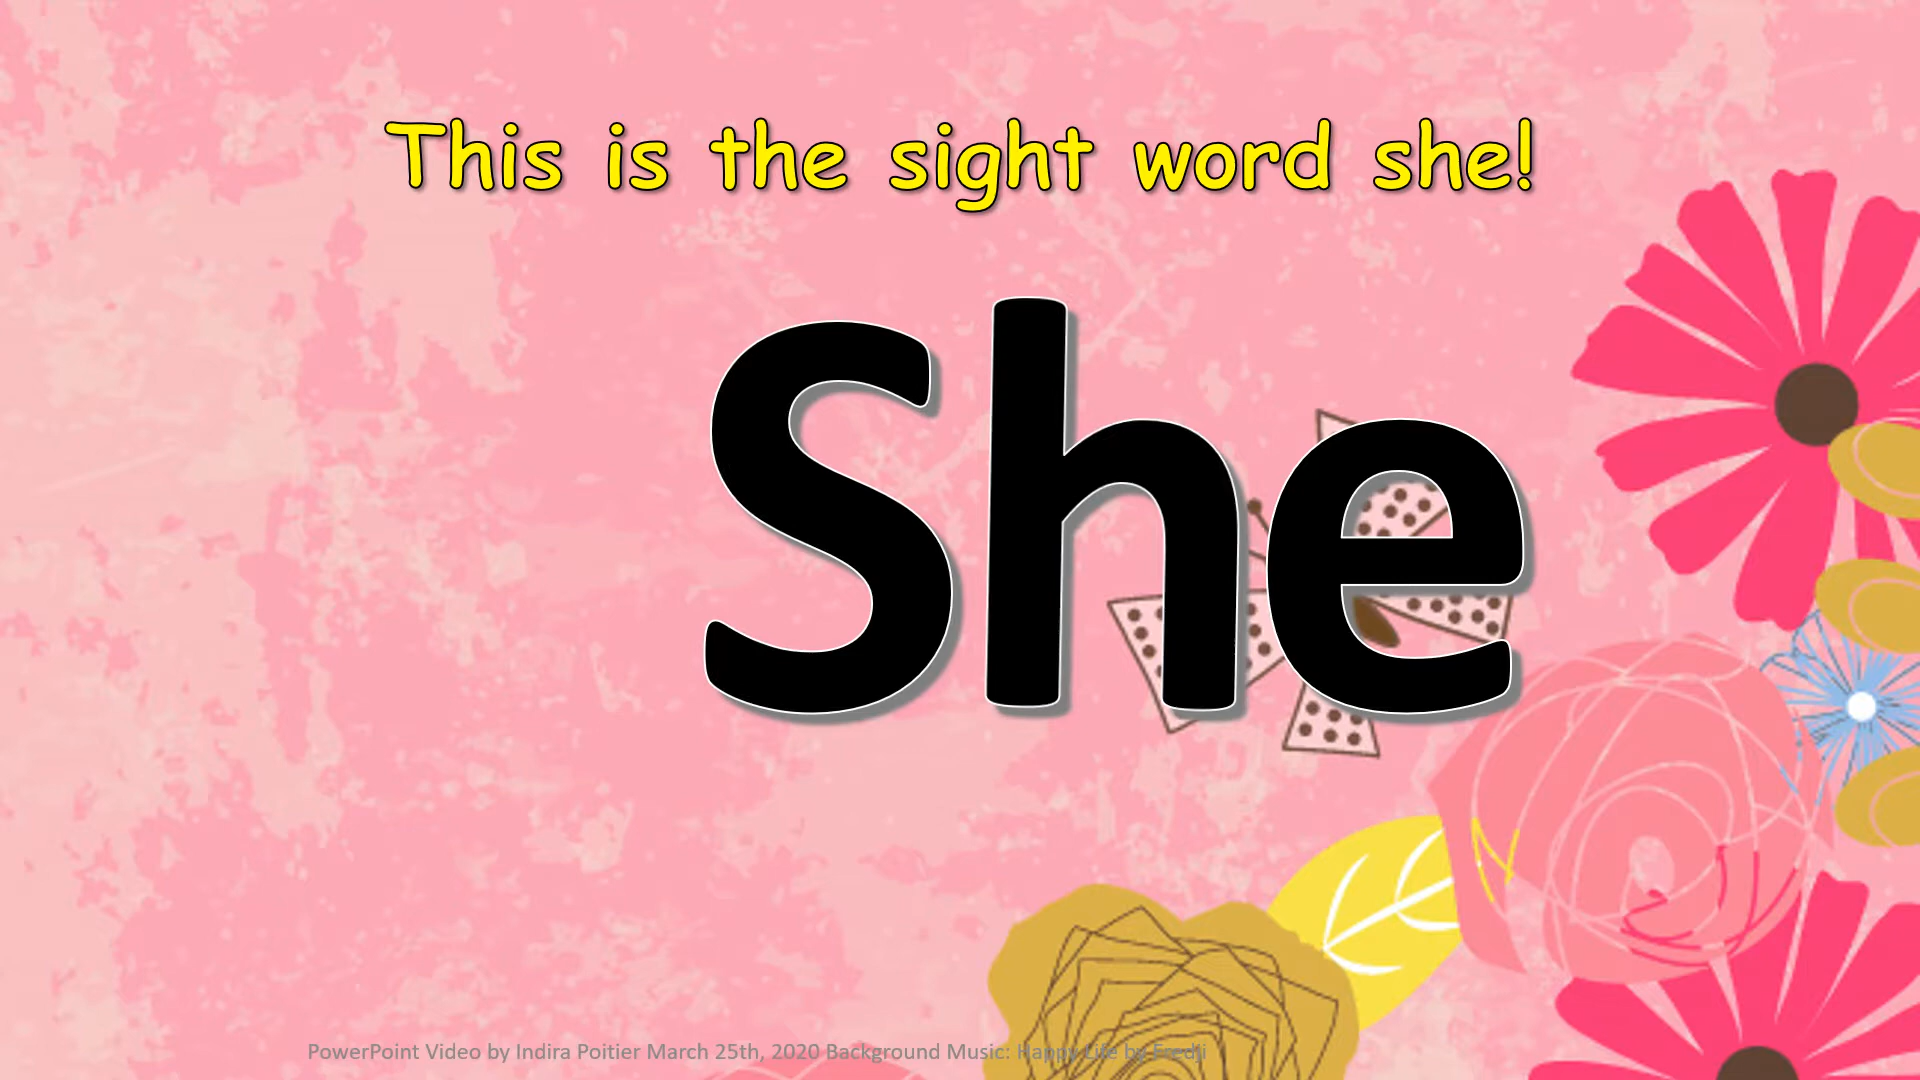 This is the sight word she!
She
PowerPoint Video by Indira Poitier March 25th, 2020 Background Music: Happy Life by Fredji